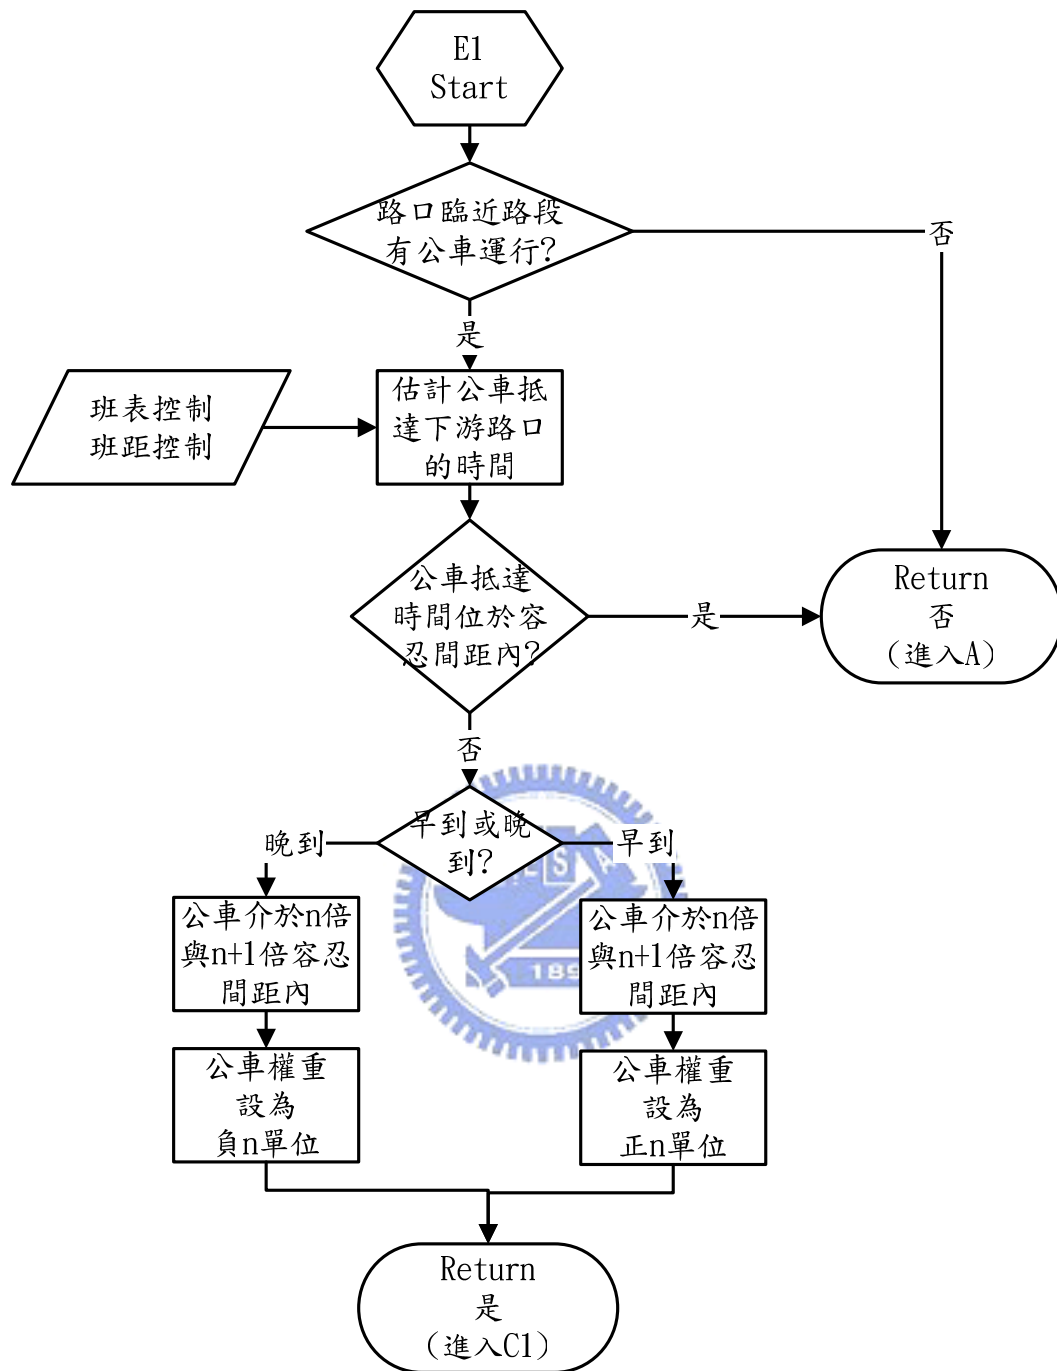 E1
Start
路口臨近路段
有公車運行?
否
是
班表控制
班距控制
估計公車抵
達下游路口
的時間
公車抵達
時間位於容
忍間距內?
是
Return
否
（進入A）
否
早到或晚
到?
晚到
早到
公車介於n倍
與n+1倍容忍
間距內
公車介於n倍
與n+1倍容忍
間距內
公車權重
設為
負n單位
公車權重
設為
正n單位
Return
是
（進入C1）